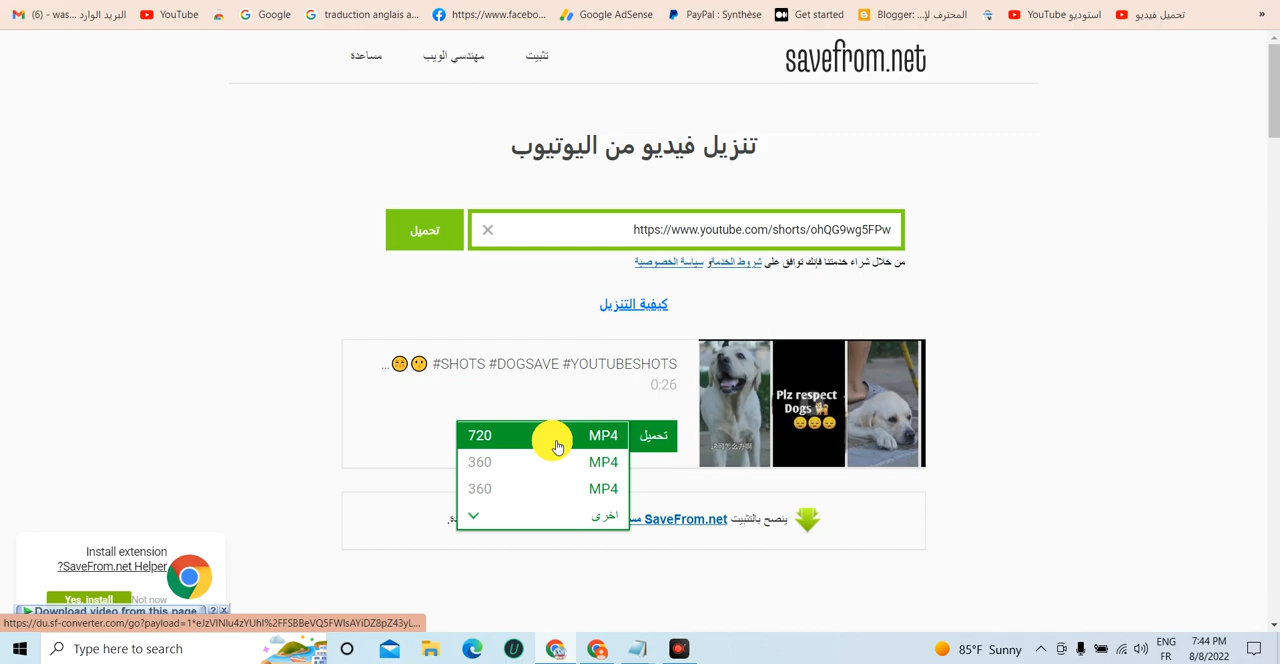 (6) - was... البريد الوارد
YouTube
Google
traduction anglais a...
https://www.facebo...
Google AdSense
PayPal : Synthèse
Get started
Blogger: المحترف للإ...
استوديو YouTube
تحميل فيديو
»
savefrom.net
تثبيت
مهندسي الويب
مساعدة
تنزيل فيديو من اليوتيوب
https://www.youtube.com/shorts/ohQG9wg5FPw
تحميل
من خلال شراء خدمتنا فإنك توافق على شروط الخدمة و سياسة الخصوصية
كيفية التنزيل
...😊😶 #SHOTS #DOGSAVE #YOUTUBESHOTS
0:26
Plz respect
Dogs
تحميل
MP4 720
MP4 360
MP4 360
اخرى
ينصح بالتثبيت SaveFrom.net
Install extension
?SaveFrom.net Helper
Yes, install
Not now
Download video from this page
? x
https://du.sf-converter.com/go?payload=1*eJzVINlu4zYUhl%2FFSBBeVQ5FWIsAYiDZ8pZ43yL...
Type here to search
85°F Sunny
ENG
FR
7:44 PM
8/8/2022